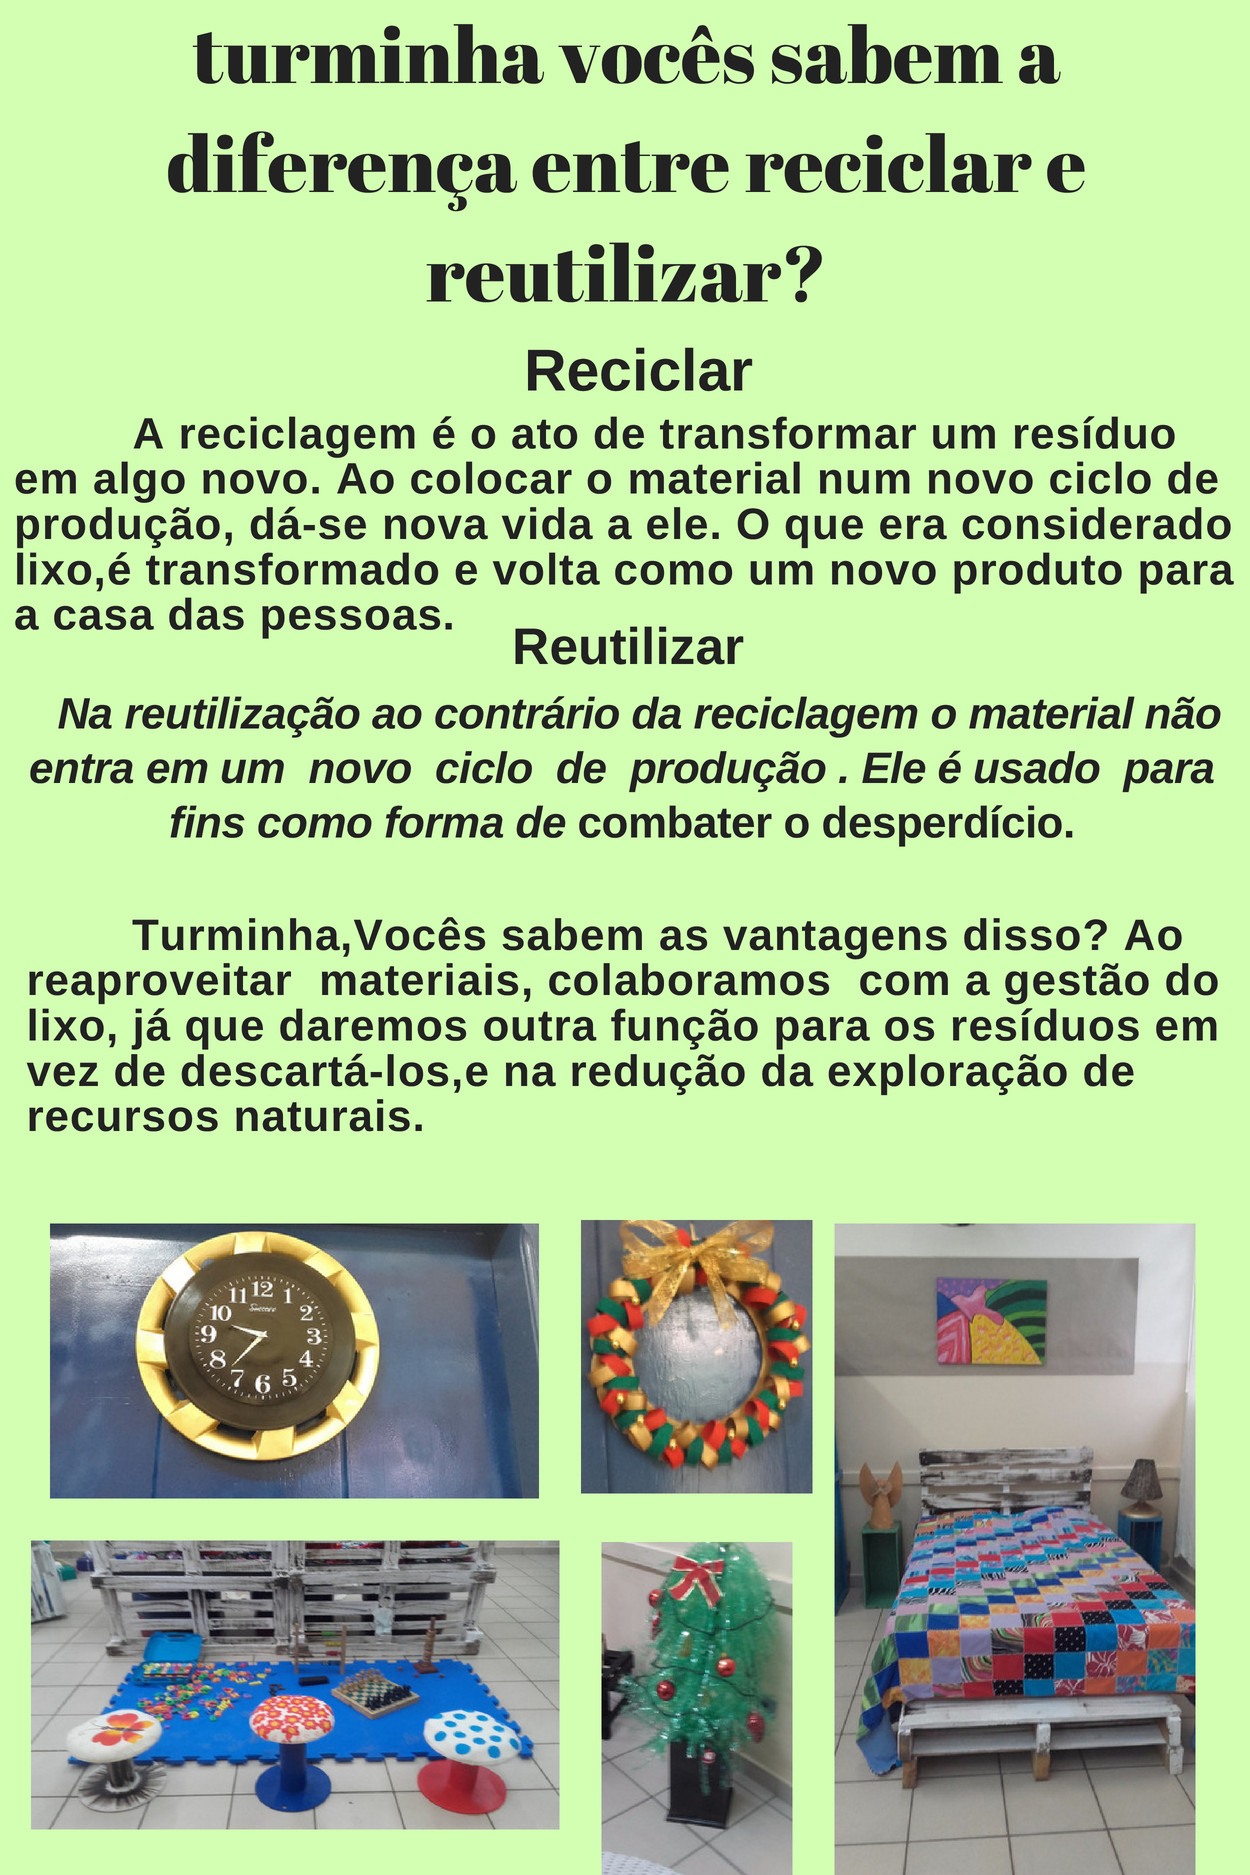 turminha vocês sabem a
diferença entre reciclar e
reutilizar?
Reciclar
A reciclagem é o ato de transformar um resíduo
em algo novo. Ao colocar o material num novo ciclo de
produção, dá-se nova vida a ele. O que era considerado
lixo,é transformado e volta como um novo produto para
a casa das pessoas.
Reutilizar
Na reutilização ao contrário da reciclagem o material não
entra em um novo ciclo de produção . Ele é usado para
fins como forma de combater o desperdício.
Turminha,Vocês sabem as vantagens disso? Ao
reaproveitar materiais, colaboramos com a gestão do
lixo, já que daremos outra função para os resíduos em
vez de descartá-los,e na redução da exploração de
recursos naturais.
12
1
2
3
4
5
6
7
8
9
10
11